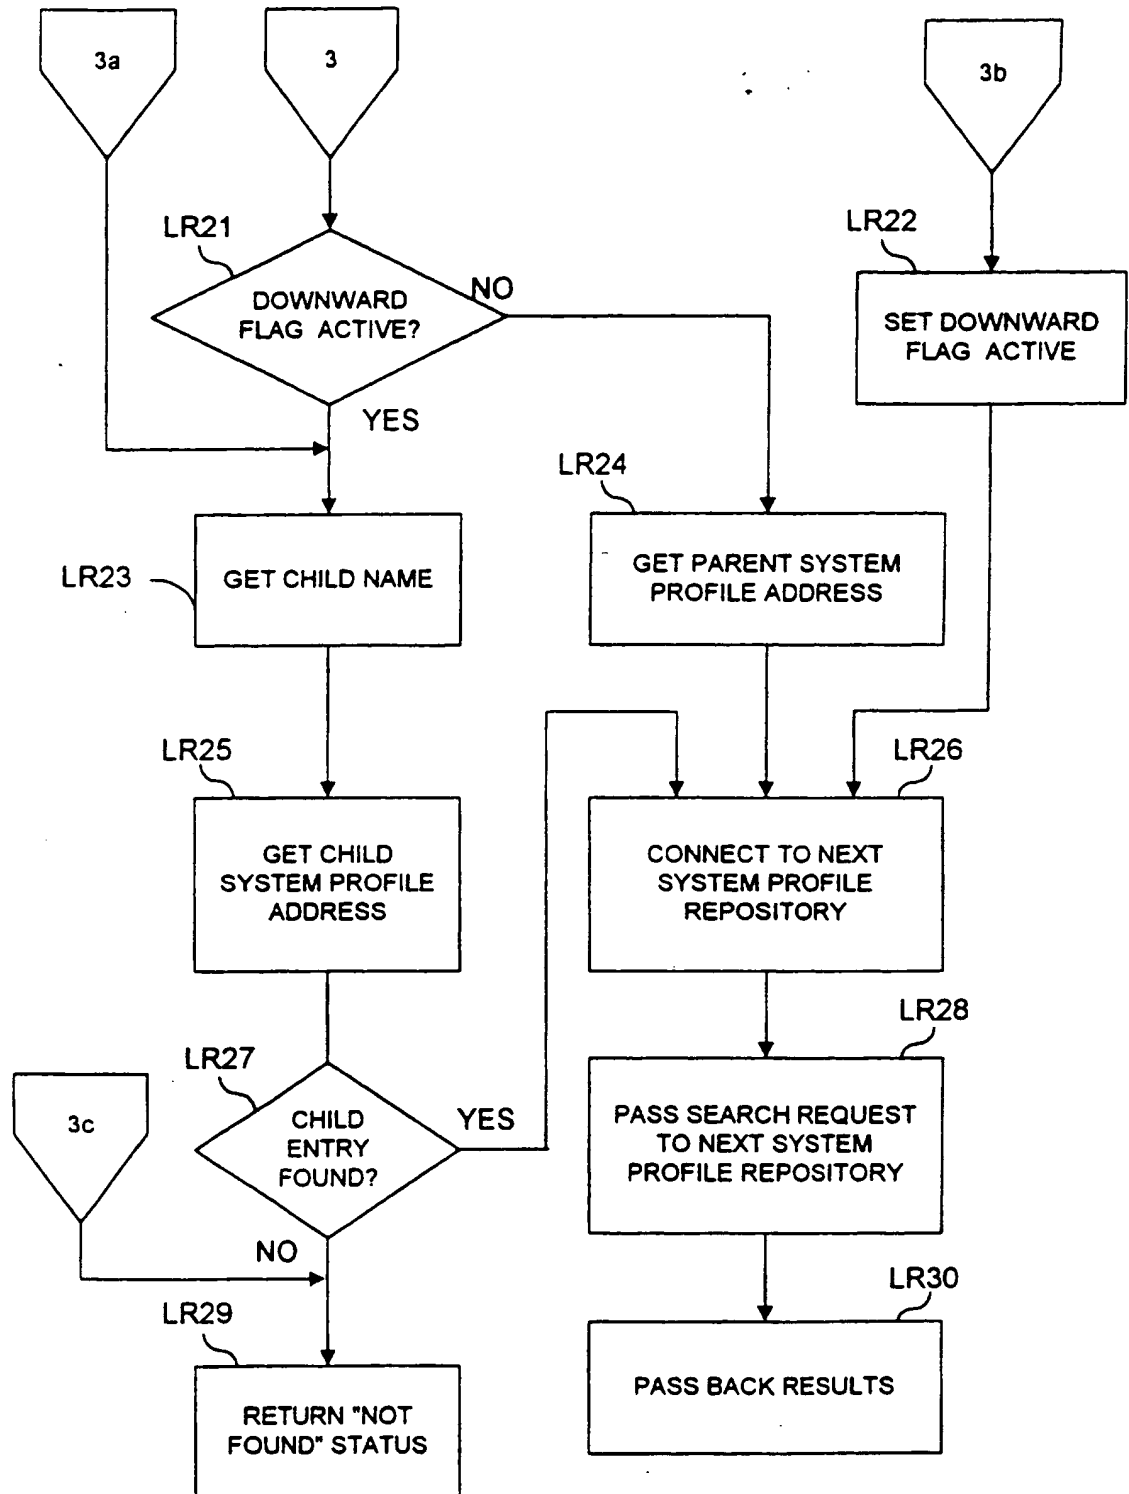 3a
3
3b
LR21
DOWNWARD
FLAG ACTIVE?
NO
YES
LR22
SET DOWNWARD
FLAG ACTIVE
LR23
GET CHILD NAME
LR24
GET PARENT SYSTEM
PROFILE ADDRESS
LR25
GET CHILD
SYSTEM PROFILE
ADDRESS
LR26
CONNECT TO NEXT
SYSTEM PROFILE
REPOSITORY
LR27
CHILD
ENTRY
FOUND?
YES
NO
3c
LR28
PASS SEARCH REQUEST
TO NEXT SYSTEM
PROFILE REPOSITORY
LR29
RETURN "NOT
FOUND" STATUS
LR30
PASS BACK RESULTS